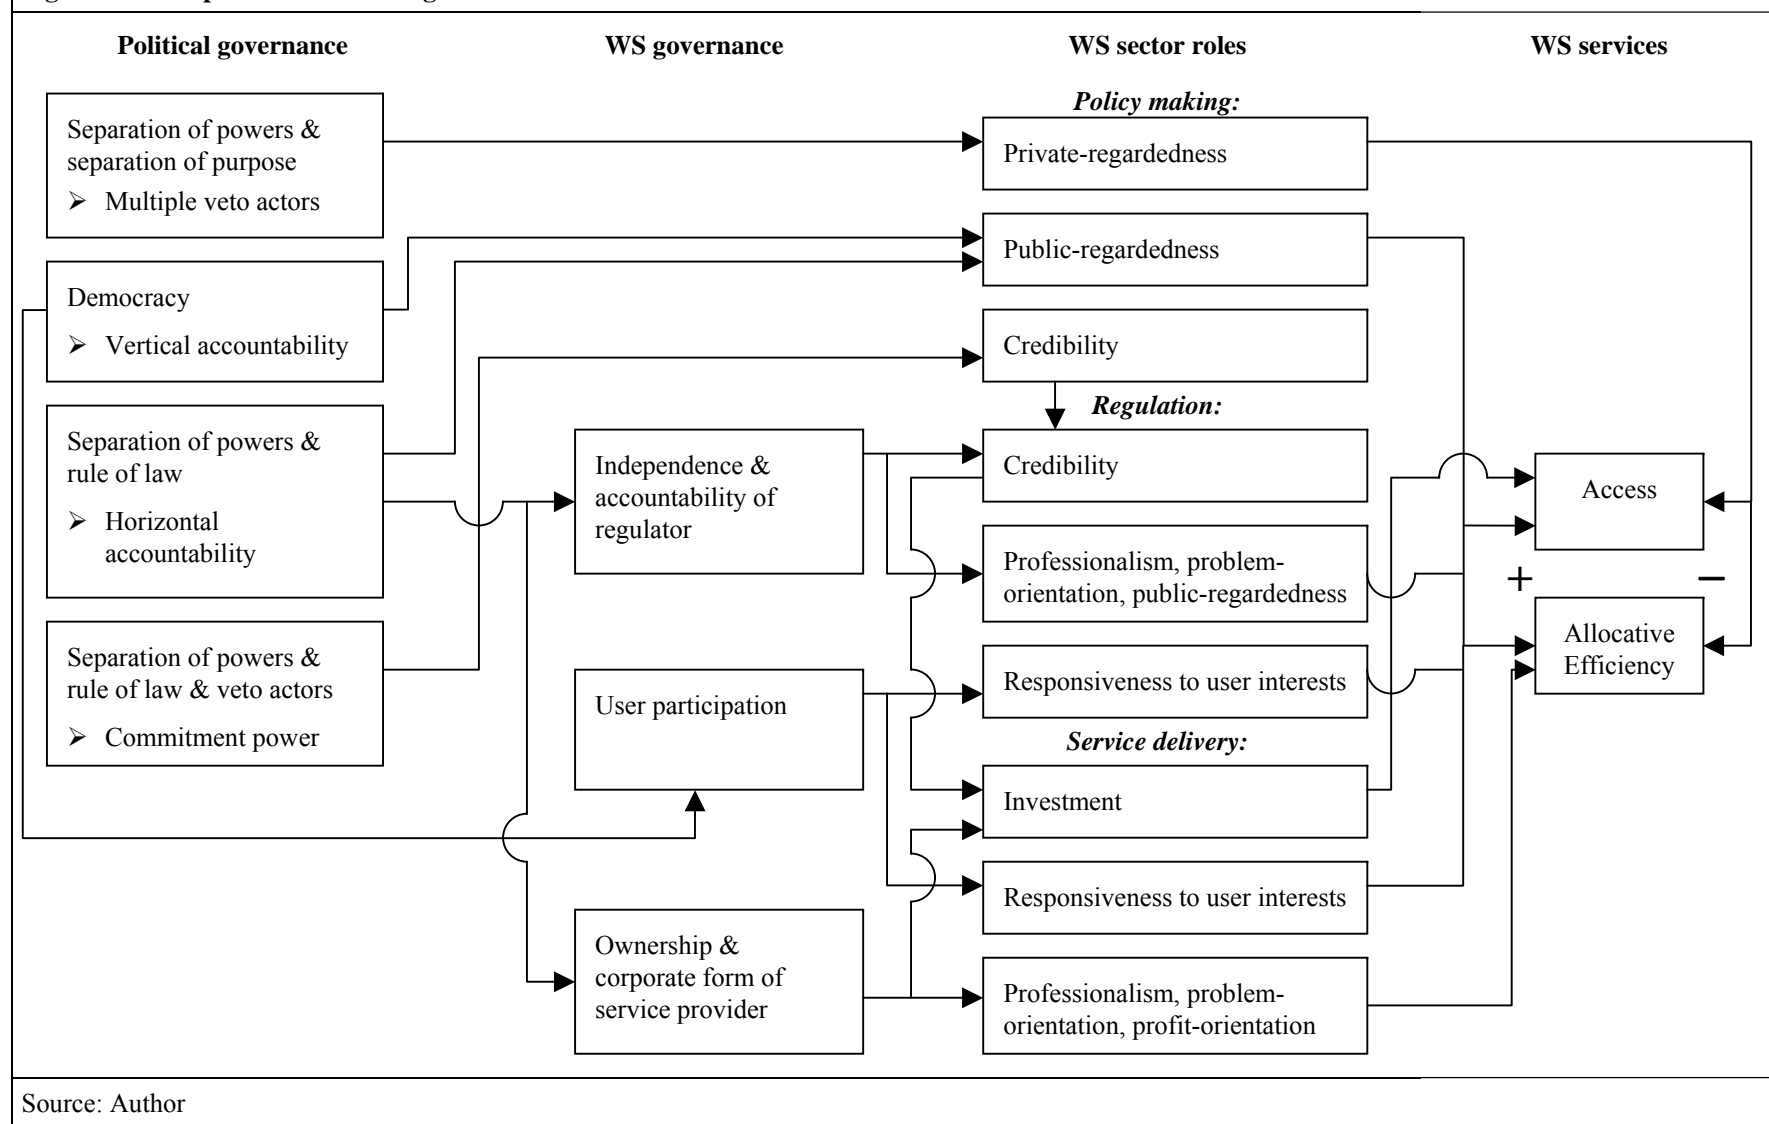 Political governance
WS governance
WS sector roles
WS services
Separation of powers &
separation of purpose
➢ Multiple veto actors
Democracy
➢ Vertical accountability
Separation of powers &
rule of law
➢ Horizontal
accountability
Separation of powers &
rule of law & veto actors
➢ Commitment power
Independence &
accountability of
regulator
User participation
Ownership &
corporate form of
service provider
Policy making:
Private-regardedness
Public-regardedness
Credibility
Regulation:
Credibility
Professionalism, problem-
orientation, public-regardedness
Responsiveness to user interests
Service delivery:
Investment
Responsiveness to user interests
Professionalism, problem-
orientation, profit-orientation
Access
+
−
Allocative
Efficiency
Source: Author